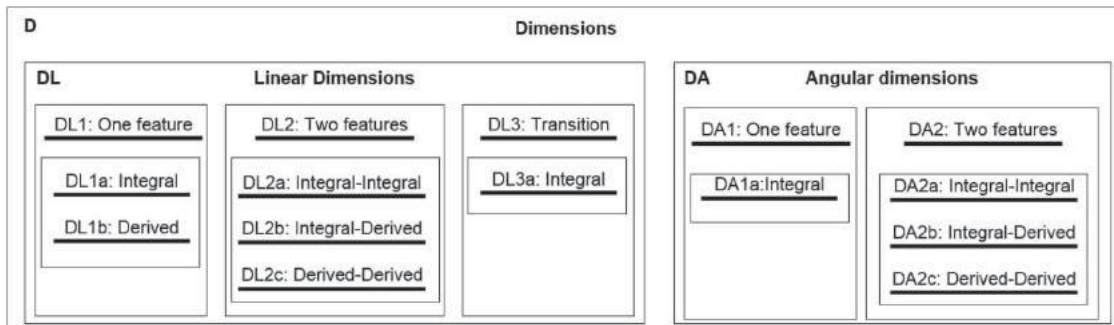 D
Dimensions
DL
Linear Dimensions
DL1: One feature
DL1a: Integral
DL1b: Derived
DL2: Two features
DL2a: Integral-Integral
DL2b: Integral-Derived
DL2c: Derived-Derived
DL3: Transition
DL3a: Integral
DA
Angular dimensions
DA1: One feature
DA1a:Integral
DA2: Two features
DA2a: Integral-Integral
DA2b: Integral-Derived
DA2c: Derived-Derived